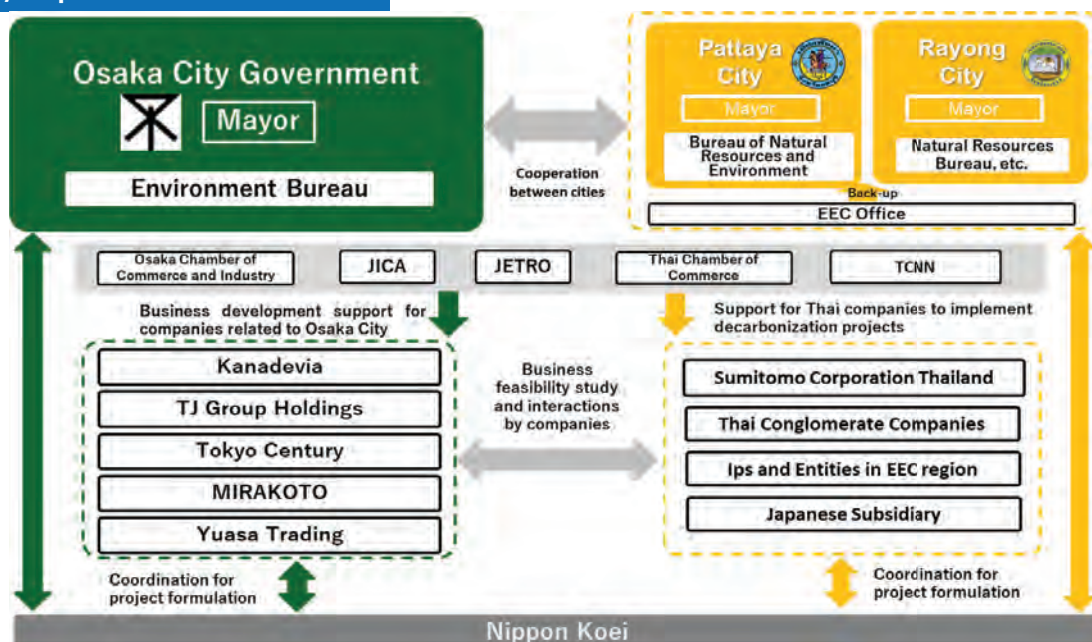 Osaka City Government
Mayor
Environment Bureau
Cooperation
between cities
Pattaya
City
Mayor
Bureau of Natural
Resources and
Environment
Rayong
City
Mayor
Natural Resources
Bureau, etc.
Back-up
EEC Office
Osaka Chamber of
Commerce and Industry
JICA
JETRO
Thai Chamber of
Commerce
TCNN
Business development support for
companies related to Osaka City
Support for Thai companies to implement
decarbonization projects
Kanadevia
TJ Group Holdings
Tokyo Century
MIRAKOTO
Yuasa Trading
Business
feasibility study
and interactions
by companies
Sumitomo Corporation Thailand
Thai Conglomerate Companies
Ips and Entities in EEC region
Japanese Subsidiary
Coordination for
project formulation
Coordination for
project formulation
Nippon Koei